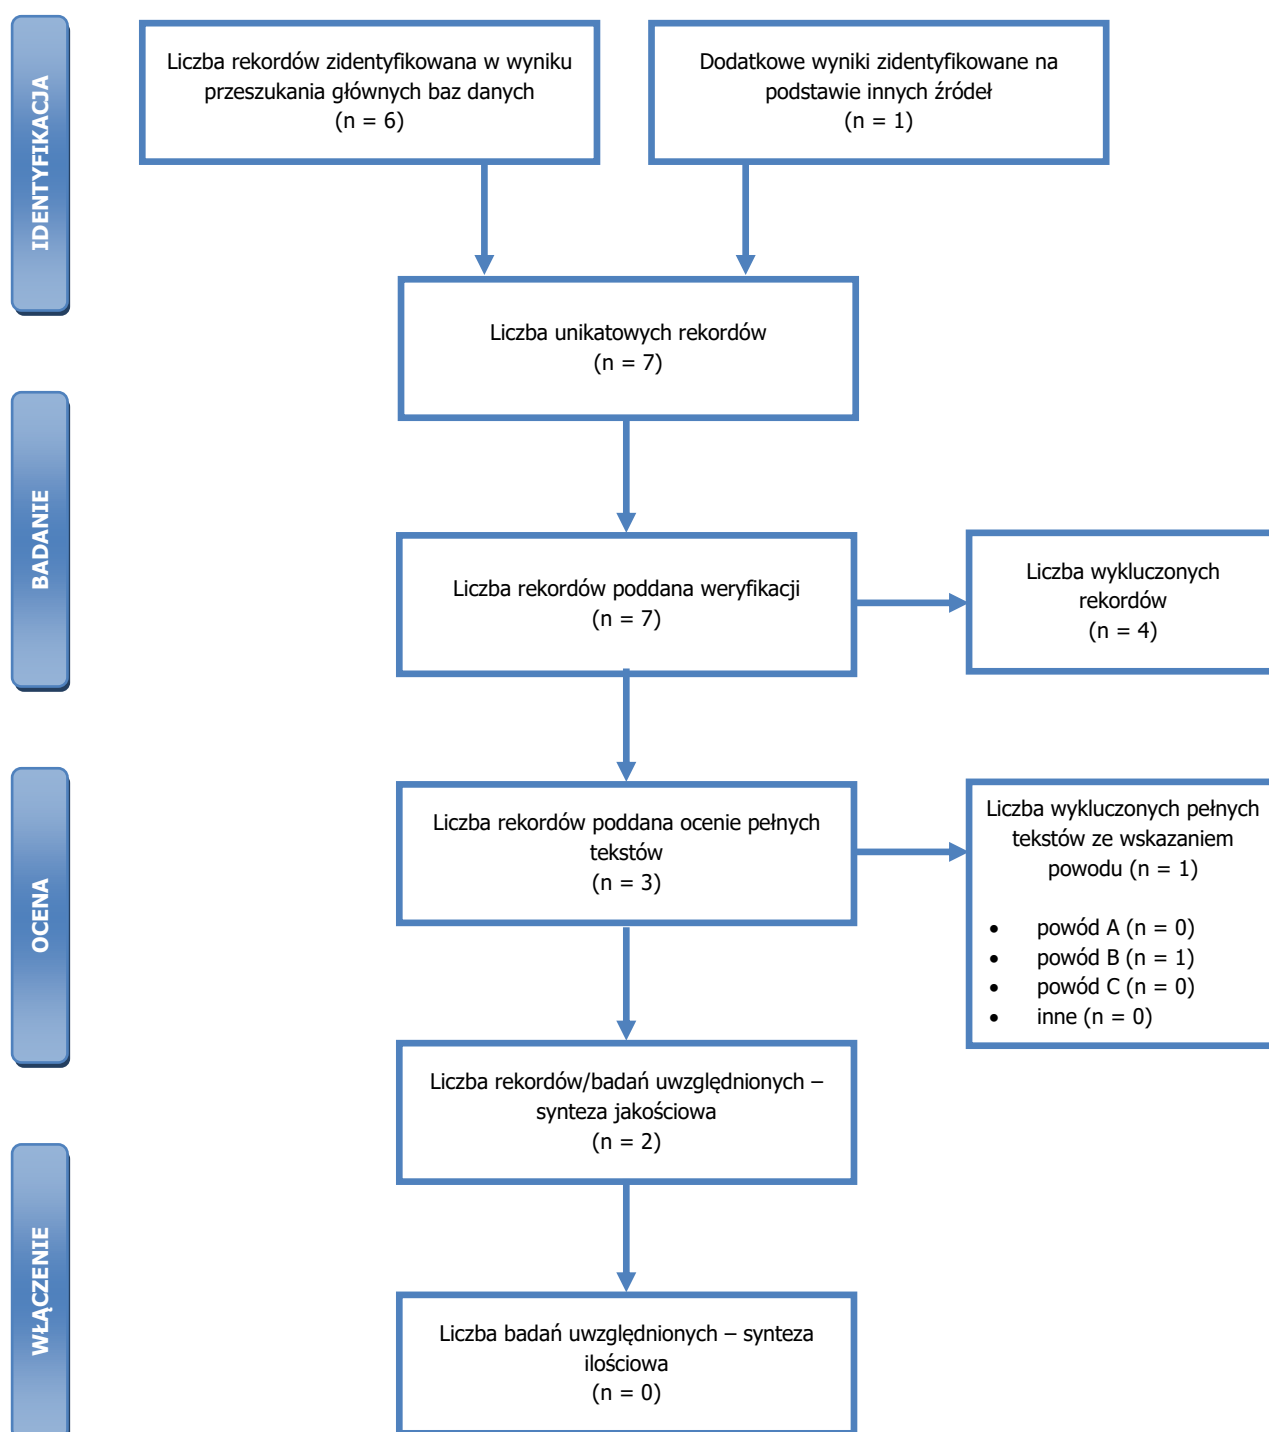 IDENTYFIKACJA
Liczba rekordów zidentyfikowana w wyniku
przeszukania głównych baz danych
(n = 6)
Dodatkowe wyniki zidentyfikowane na
podstawie innych źródeł
(n = 1)
Liczba unikatowych rekordów
(n = 7)
BADANIE
Liczba rekordów poddana weryfikacji
(n = 7)
Liczba wykluczonych
rekordów
(n = 4)
OCENA
Liczba rekordów poddana ocenie pełnych
tekstów
(n = 3)
Liczba wykluczonych pełnych
tekstów ze wskazaniem
powodu (n = 1)
• powód A (n = 0)
• powód B (n = 1)
• powód C (n = 0)
• inne (n = 0)
Liczba rekordów/badań uwzględnionych –
synteza jakościowa
(n = 2)
WŁĄCZENIE
Liczba badań uwzględnionych – synteza
ilościowa
(n = 0)